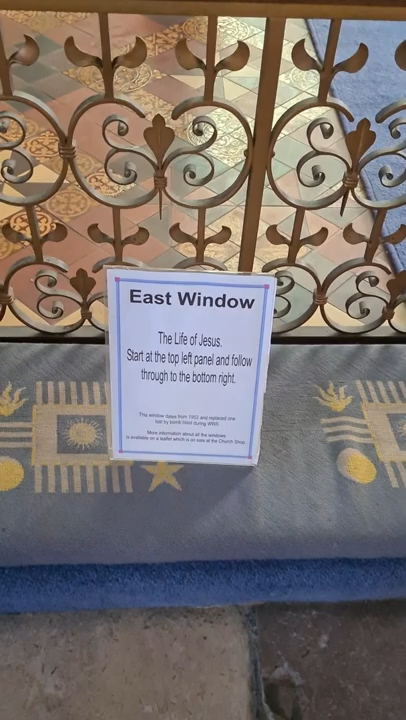 East Window
The Life of Jesus.
Start at the top left panel and follow
through to the bottom right.
This window dates from 1952 and replaced one
lost by bomb blast during WWII.
More information about all the windows,
is available on a leaflet which is on sale at the Church Shop.